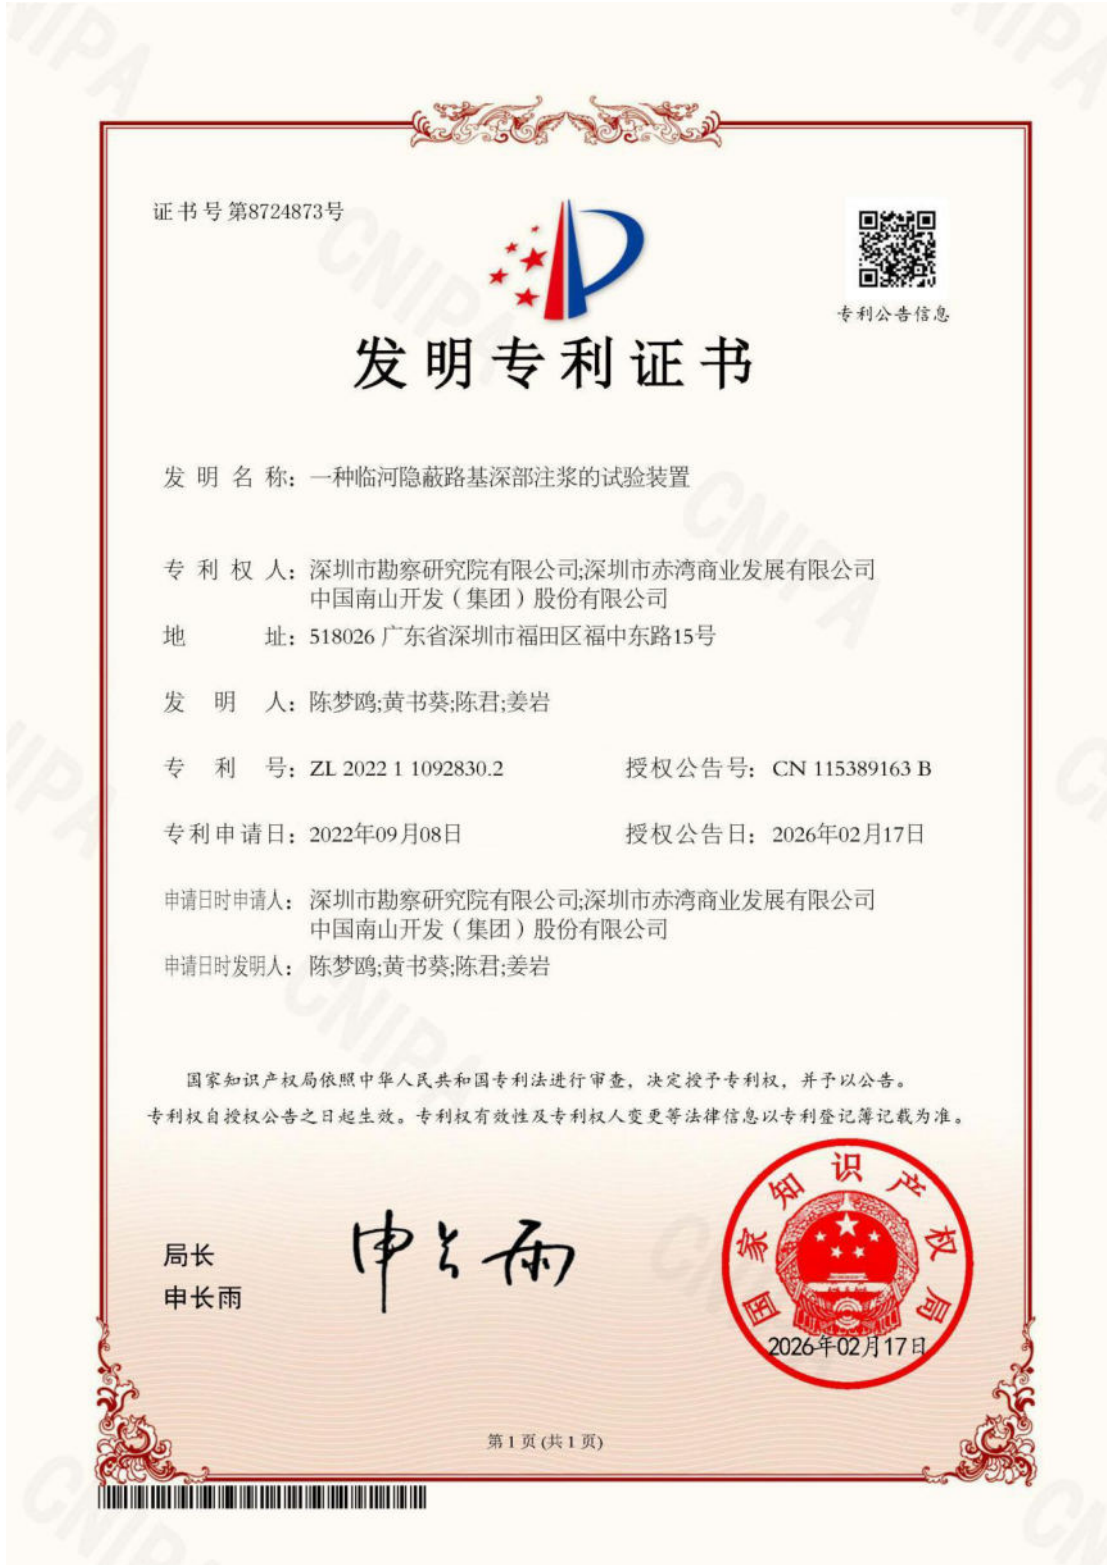 证书号第8724873号
专利公告信息
发明专利证书
发明名称：一种临河隐蔽路基深部注浆的试验装置
专利权人：深圳市勘察研究院有限公司;深圳市赤湾商业发展有限公司
中国南山开发（集团）股份有限公司
地址：518026 广东省深圳市福田区福中东路15号
发明人：陈梦鸥;黄书葵;陈君;姜岩
专利号：ZL 2022 1 1092830.2 授权公告号：CN 115389163 B
专利申请日：2022年09月08日 授权公告日：2026年02月17日
申请日时申请人：深圳市勘察研究院有限公司;深圳市赤湾商业发展有限公司
中国南山开发（集团）股份有限公司
申请日时发明人：陈梦鸥;黄书葵;陈君;姜岩
国家知识产权局依照中华人民共和国专利法进行审查，决定授予专利权，并予以公告。
专利权自授权公告之日起生效。专利权有效性及专利权人变更等法律信息以专利登记簿记载为准。
局长
申长雨
申长雨
国家知识产权局
2026年02月17日
第1页(共1页)
CNIPA
CNIPA
CNIPA
CNIPA
CNIPA
CNIPA
CNIPA
CNIPA
CNIPA
CNIPA